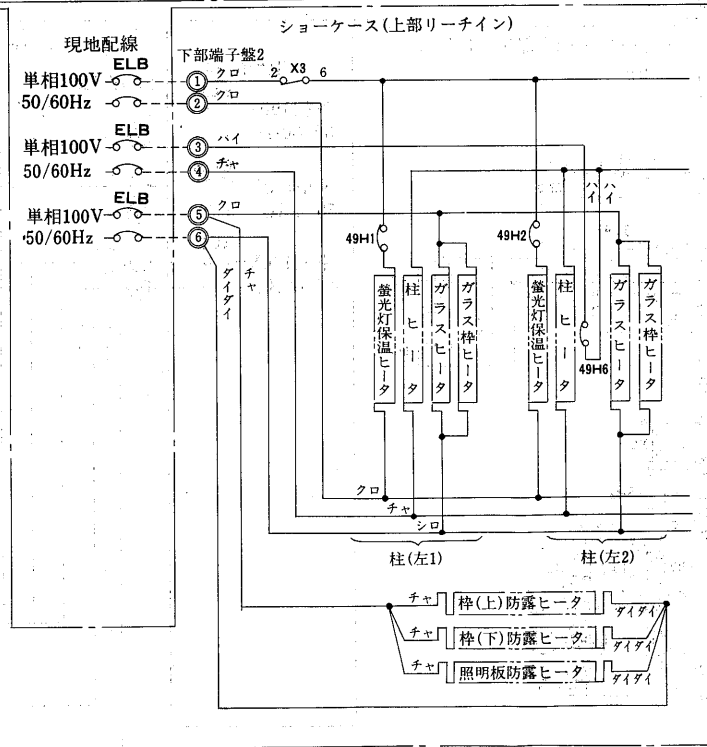 ショーケース(上部リーチイン)
現地配線
下部端子盤2
ELB
単相100V
50/60Hz
1 クロ
2 X3 6
2 クロ
ELB
単相100V
50/60Hz
3 ハイ
4 チャ
ELB
単相100V
50/60Hz
5 クロ
6
ダイダイ
チャ
ハイ
ハイ
49H1
49H2
49H6
螢光灯保温ヒータ
柱ヒータ
ガラスヒータ
ガラス枠ヒータ
螢光灯保温ヒータ
柱ヒータ
ガラスヒータ
ガラス枠ヒータ
クロ
チャ
シロ
柱(左1)
柱(左2)
チャ 枠(上)防露ヒータ ダイダイ
チャ 枠(下)防露ヒータ ダイダイ
チャ 照明板防露ヒータ ダイダイ